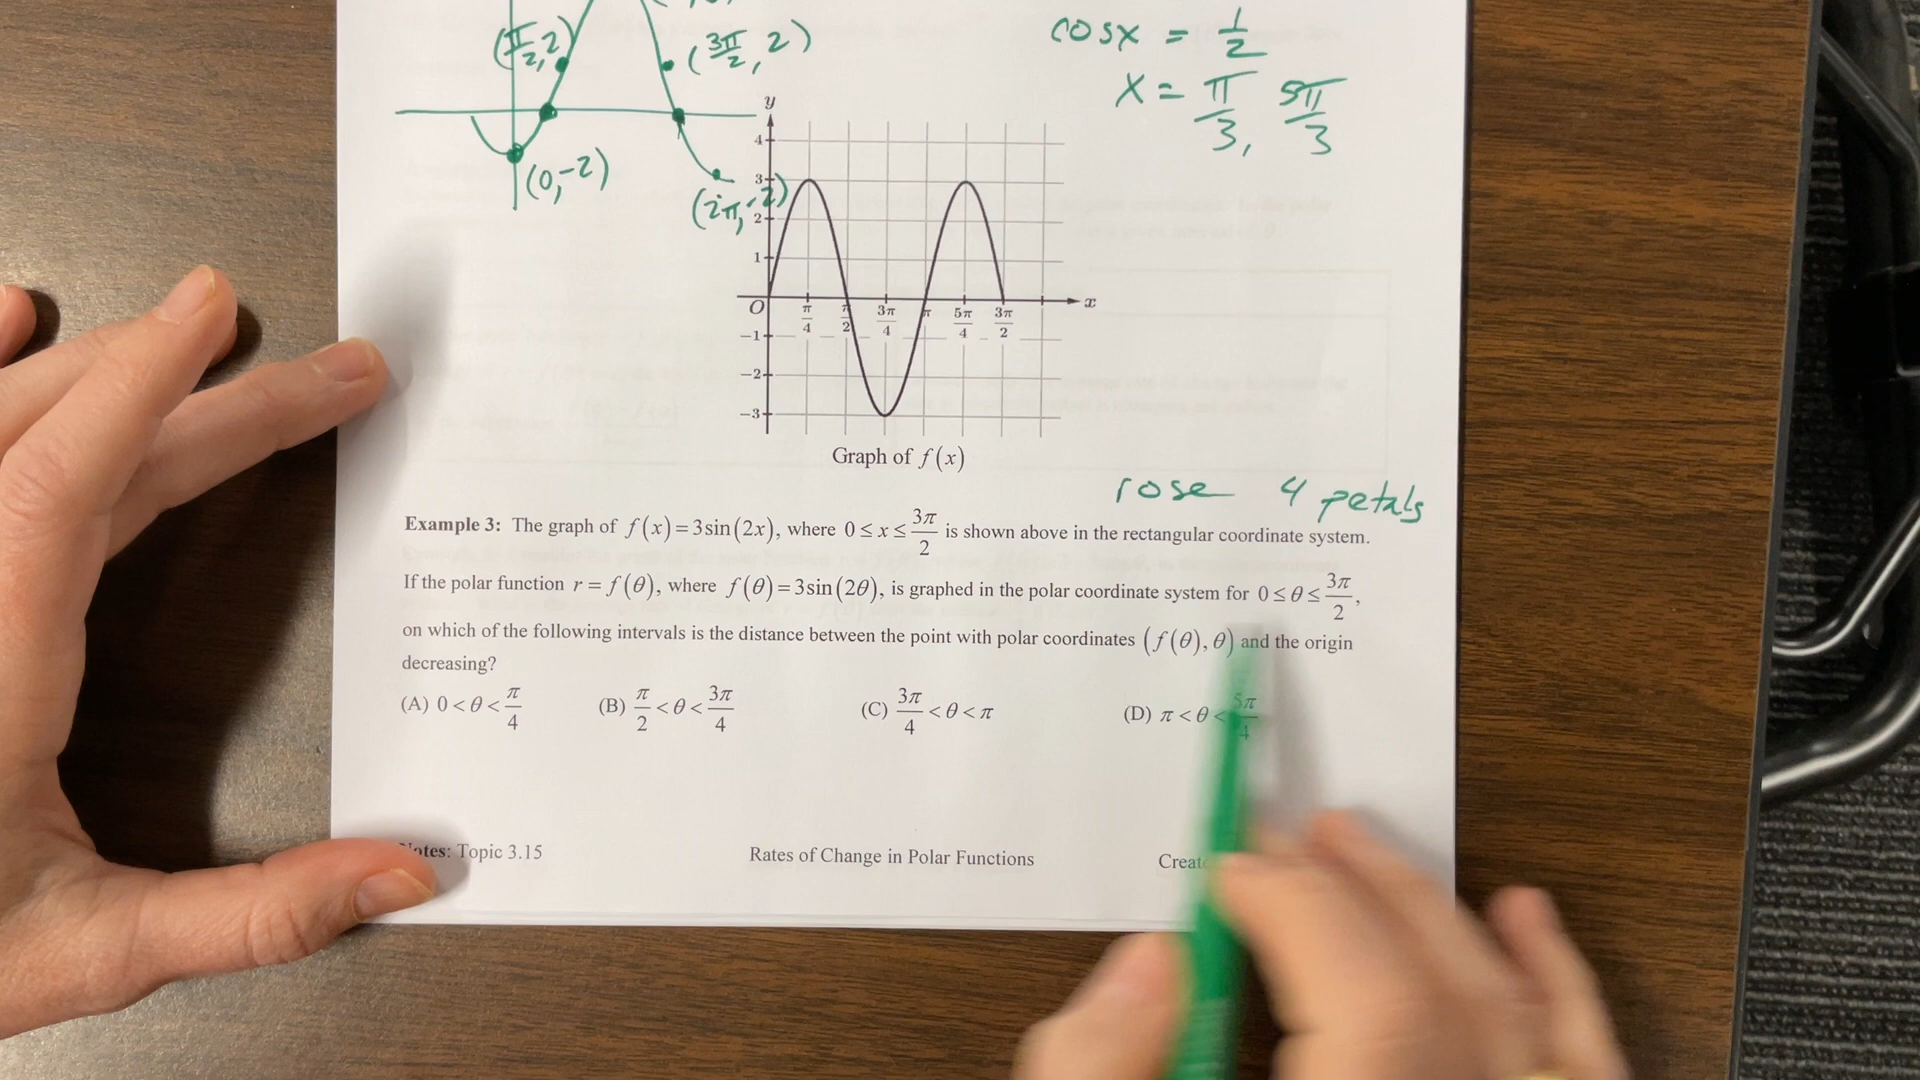 (π/2, 2)
(3π/2, 2)
cosx = 1/2
x = π/3, 5π/3
(0,-2)
(2π,-2)
y
4
3
2
1
O
π/4 π/2 3π/4 π 5π/4 3π/2
x
-1
-2
-3
Graph of f(x)
rose 4 petals
Example 3: The graph of f(x)=3sin(2x), where 0≤x≤3π/2 is shown above in the rectangular coordinate system.
If the polar function r=f(θ), where f(θ)=3sin(2θ), is graphed in the polar coordinate system for 0≤θ≤3π/2,
on which of the following intervals is the distance between the point with polar coordinates (f(θ),θ) and the origin
decreasing?
(A) 0<θ<π/4 (B) π/2<θ<3π/4 (C) 3π/4<θ<π (D) π<θ<5π/4
Notes: Topic 3.15 Rates of Change in Polar Functions